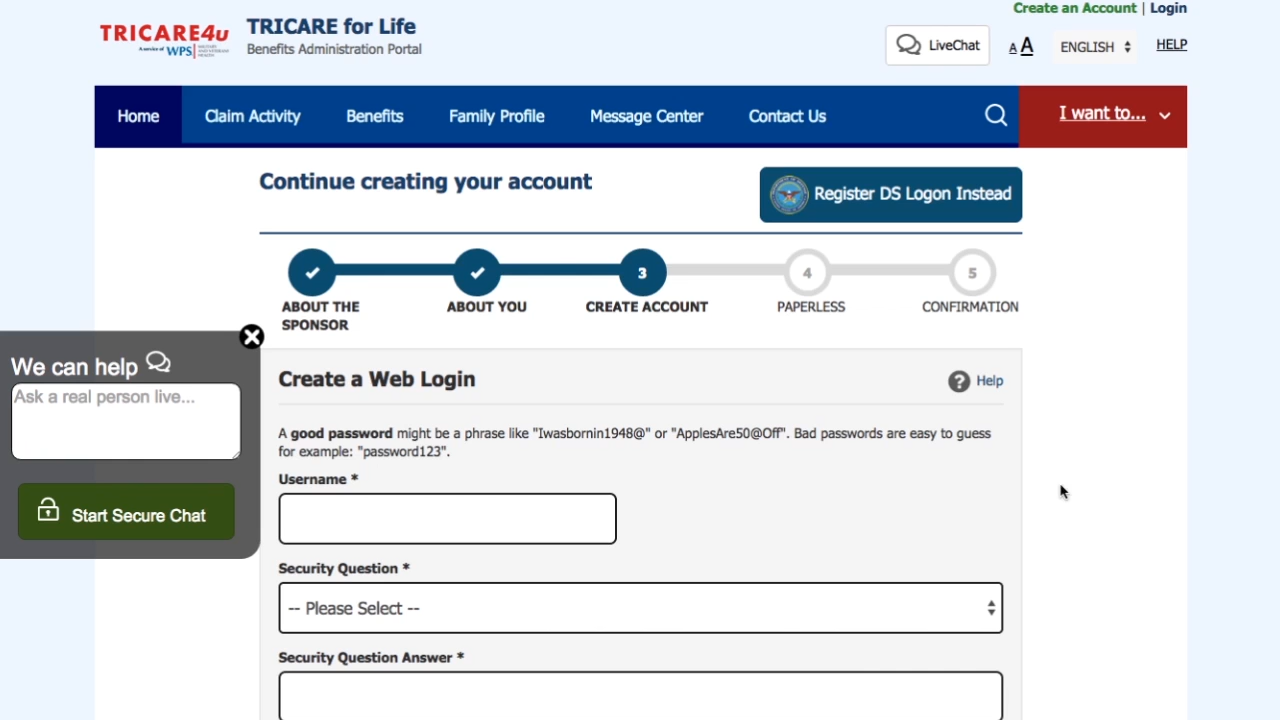 Create an Account | Login
TRICARE4u
A service of WPS
TRICARE for Life
Benefits Administration Portal
LiveChat
A A
ENGLISH
HELP
Home
Claim Activity
Benefits
Family Profile
Message Center
Contact Us
I want to...
Continue creating your account
Register DS Logon Instead
3
4
5
ABOUT THE
SPONSOR
ABOUT YOU
CREATE ACCOUNT
PAPERLESS
CONFIRMATION
We can help
Ask a real person live...
Start Secure Chat
Create a Web Login
? Help
A good password might be a phrase like "Iwasbornin1948@" or "ApplesAre50@Off". Bad passwords are easy to guess
for example: "password123".
Username *
Security Question *
-- Please Select --
Security Question Answer *